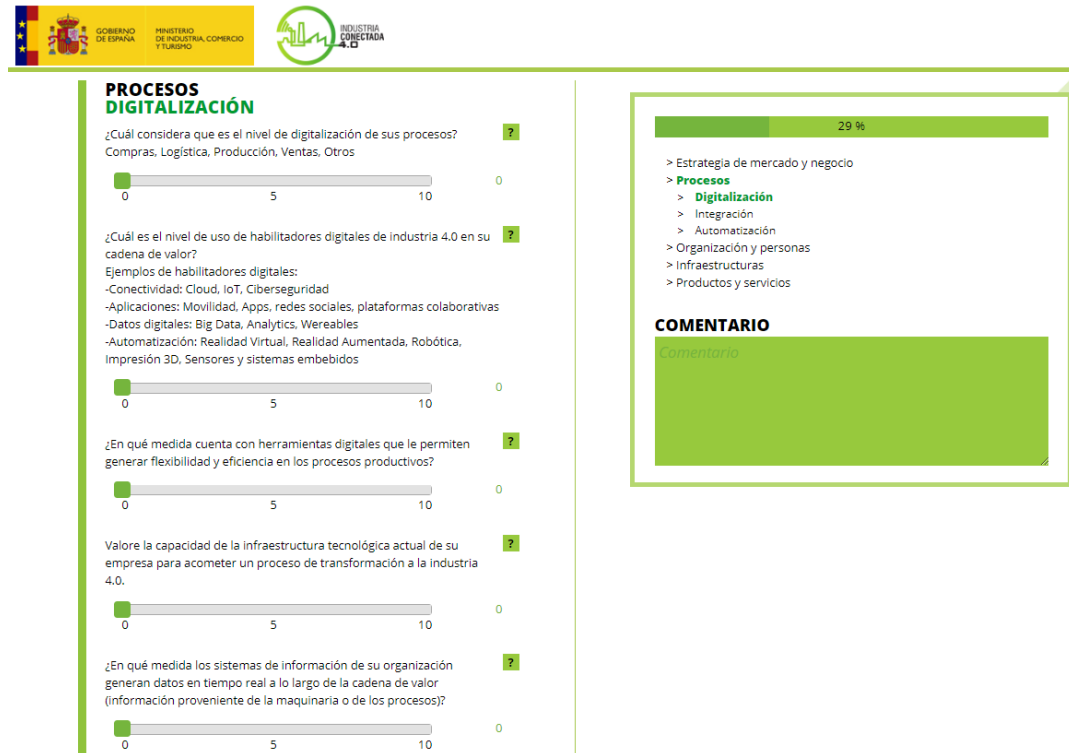 GOBIERNO
DE ESPAÑA
MINISTERIO
DE INDUSTRIA, COMERCIO
Y TURISMO
INDUSTRIA
CONECTADA
4.0
PROCESOS
DIGITALIZACIÓN
¿Cuál considera que es el nivel de digitalización de sus procesos?
Compras, Logística, Producción, Ventas, Otros
?
0
0 5 10
¿Cuál es el nivel de uso de habilitadores digitales de industria 4.0 en su
cadena de valor?
Ejemplos de habilitadores digitales:
-Conectividad: Cloud, IoT, Ciberseguridad
-Aplicaciones: Movilidad, Apps, redes sociales, plataformas colaborativas
-Datos digitales: Big Data, Analytics, Wereables
-Automatización: Realidad Virtual, Realidad Aumentada, Robótica,
Impresión 3D, Sensores y sistemas embebidos
?
0
0 5 10
¿En qué medida cuenta con herramientas digitales que le permiten
generar flexibilidad y eficiencia en los procesos productivos?
?
0
0 5 10
Valore la capacidad de la infraestructura tecnológica actual de su
empresa para acometer un proceso de transformación a la industria
4.0.
?
0
0 5 10
¿En qué medida los sistemas de información de su organización
generan datos en tiempo real a lo largo de la cadena de valor
(información proveniente de la maquinaria o de los procesos)?
?
0
0 5 10
29 %
> Estrategia de mercado y negocio
> Procesos
> Digitalización
> Integración
> Automatización
> Organización y personas
> Infraestructuras
> Productos y servicios
COMENTARIO
Comentario